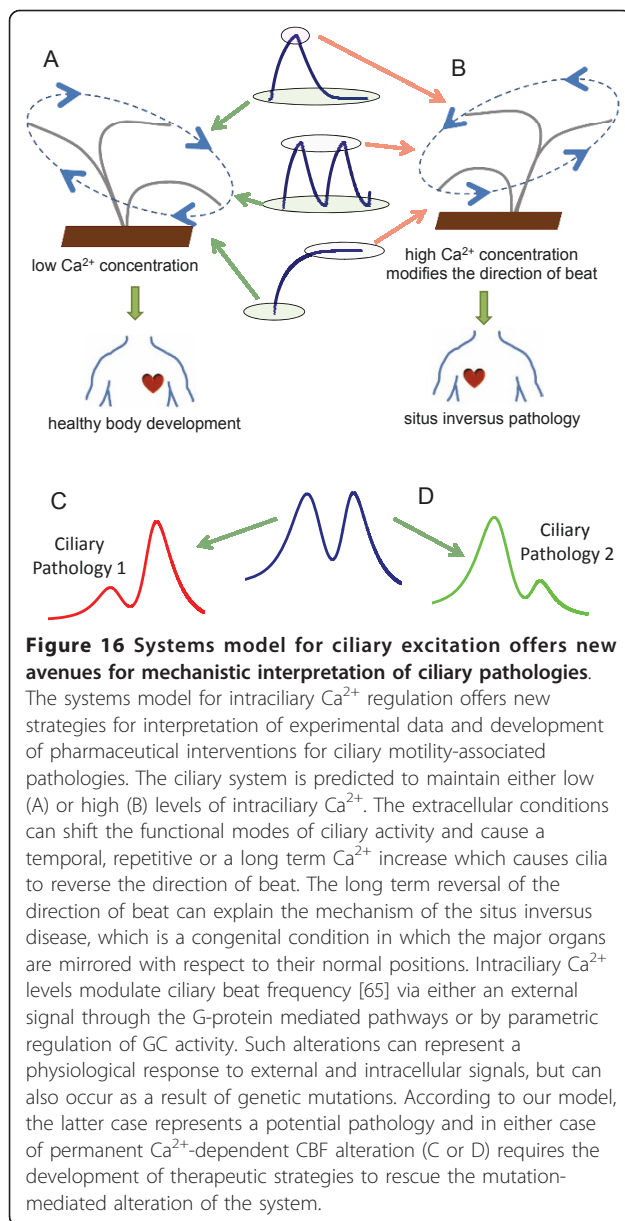 A
B
low Ca²⁺ concentration
high Ca²⁺ concentration
modifies the direction of beat
healthy body development
situs inversus pathology
C
D
Ciliary
Pathology 1
Ciliary
Pathology 2
Figure 16 Systems model for ciliary excitation offers new
avenues for mechanistic interpretation of ciliary pathologies.
The systems model for intraciliary Ca²⁺ regulation offers new
strategies for interpretation of experimental data and development
of pharmaceutical interventions for ciliary motility-associated
pathologies. The ciliary system is predicted to maintain either low
(A) or high (B) levels of intraciliary Ca²⁺. The extracellular conditions
can shift the functional modes of ciliary activity and cause a
temporal, repetitive or a long term Ca²⁺ increase which causes cilia
to reverse the direction of beat. The long term reversal of the
direction of beat can explain the mechanism of the situs inversus
disease, which is a congenital condition in which the major organs
are mirrored with respect to their normal positions. Intraciliary Ca²⁺
levels modulate ciliary beat frequency [65] via either an external
signal through the G-protein mediated pathways or by parametric
regulation of GC activity. Such alterations can represent a
physiological response to external and intracellular signals, but can
also occur as a result of genetic mutations. According to our model,
the latter case represents a potential pathology and in either case
of permanent Ca²⁺-dependent CBF alteration (C or D) requires the
development of therapeutic strategies to rescue the mutation-
mediated alteration of the system.